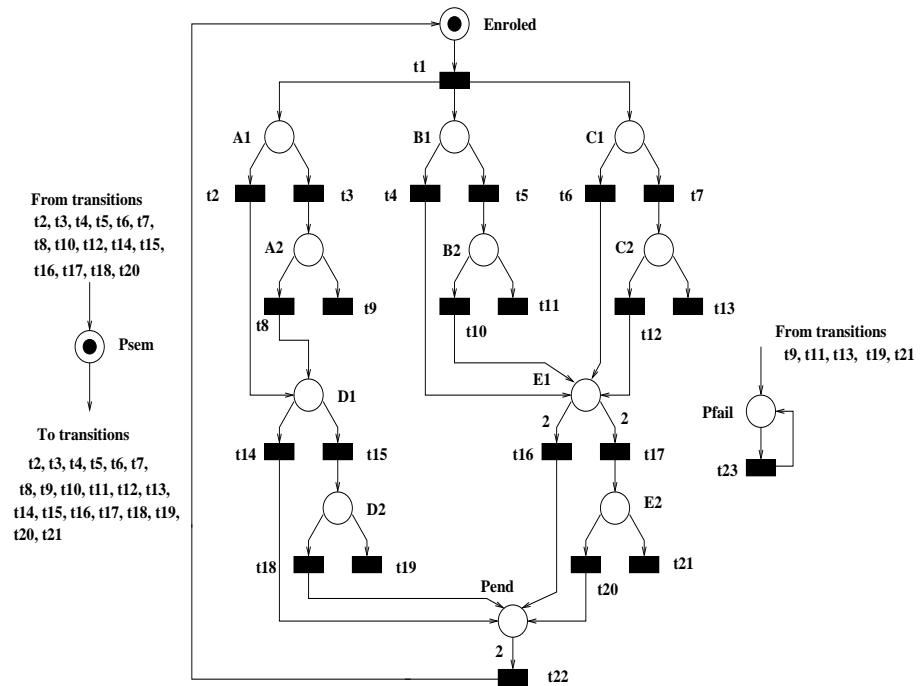 Enroled
t1
A1
B1
C1
t2
t3
t4
t5
t6
t7
From transitions
t2, t3, t4, t5, t6, t7,
t8, t10, t12, t14, t15,
t16, t17, t18, t20
A2
B2
C2
t8
t9
t10
t11
t12
t13
Psem
From transitions
t9, t11, t13, t19, t21
D1
E1
Pfail
2
2
To transitions
t2, t3, t4, t5, t6, t7,
t8, t9, t10, t11, t12, t13,
t14, t15, t16, t17, t18, t19,
t20, t21
t14
t15
t16
t17
t23
D2
E2
t18
t19
t20
t21
Pend
2
t22